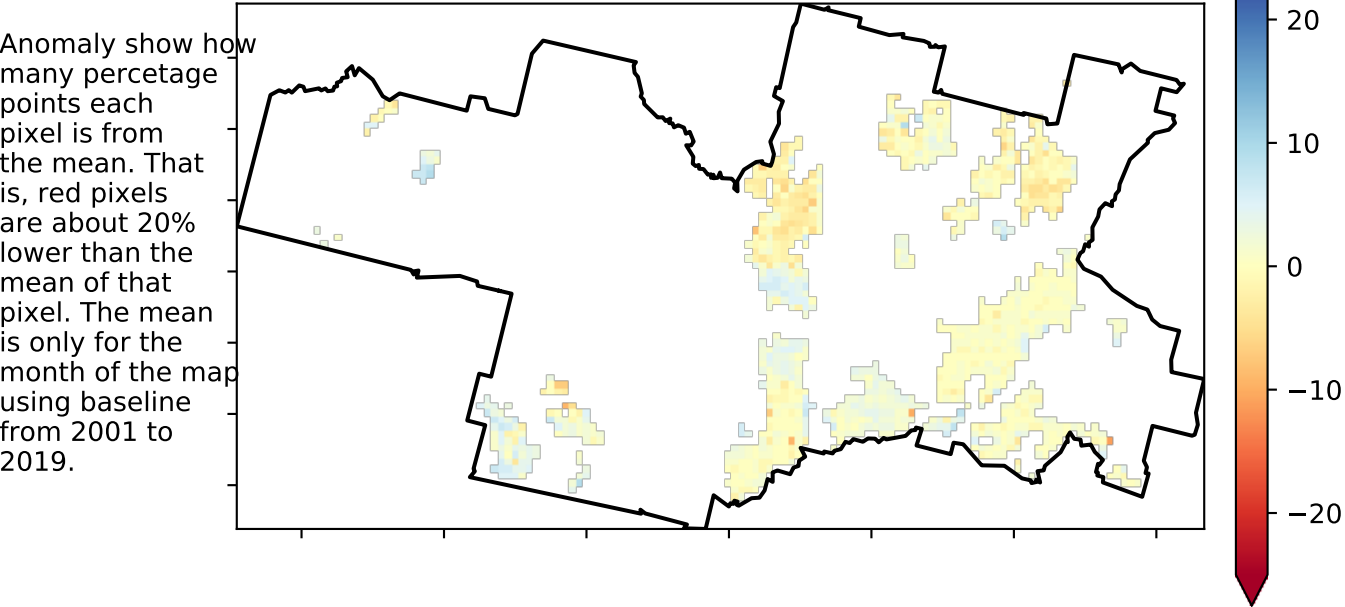 Anomaly show how
many percetage
points each
pixel is from
the mean. That
is, red pixels
are about 20%
lower than the
mean of that
pixel. The mean
is only for the
month of the map
using baseline
from 2001 to
2019.
20
10
0
−10
−20